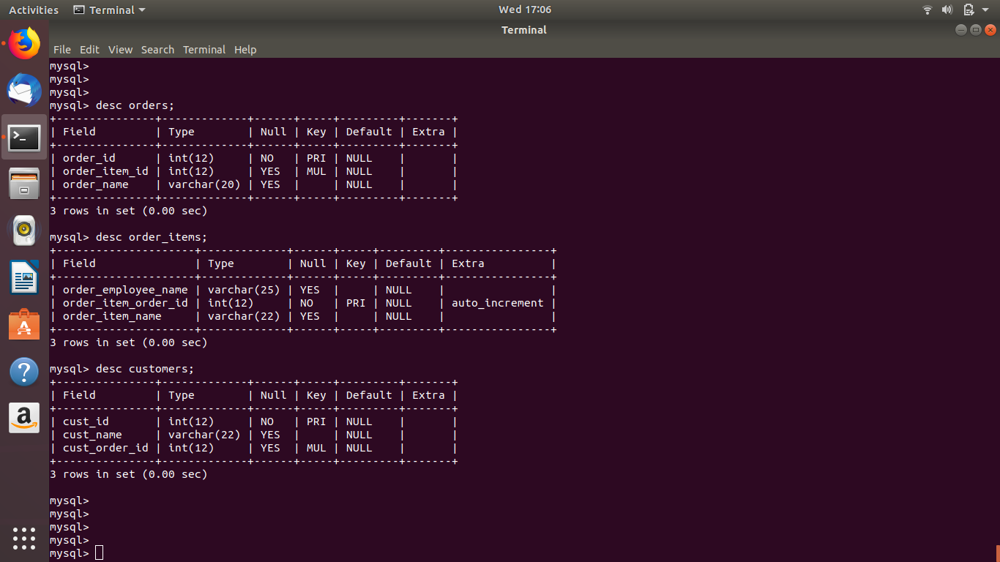 Activities Terminal Wed 17:06
Terminal
File Edit View Search Terminal Help
mysql>
mysql>
mysql>
mysql> desc orders;
+---------------+-------------+------+-----+---------+-------+
| Field         | Type        | Null | Key | Default | Extra |
+---------------+-------------+------+-----+---------+-------+
| order_id      | int(12)     | NO   | PRI | NULL    |       |
| order_item_id | int(12)     | YES  | MUL | NULL    |       |
| order_name    | varchar(20) | YES  |     | NULL    |       |
+---------------+-------------+------+-----+---------+-------+
3 rows in set (0.00 sec)

mysql> desc order_items;
+---------------------+-------------+------+-----+---------+----------------+
| Field               | Type        | Null | Key | Default | Extra          |
+---------------------+-------------+------+-----+---------+----------------+
| order_employee_name | varchar(25) | YES  |     | NULL    |                |
| order_item_order_id | int(12)     | NO   | PRI | NULL    | auto_increment |
| order_item_name     | varchar(22) | YES  |     | NULL    |                |
+---------------------+-------------+------+-----+---------+----------------+
3 rows in set (0.00 sec)

mysql> desc customers;
+---------------+-------------+------+-----+---------+-------+
| Field         | Type        | Null | Key | Default | Extra |
+---------------+-------------+------+-----+---------+-------+
| cust_id       | int(12)     | NO   | PRI | NULL    |       |
| cust_name     | varchar(22) | YES  |     | NULL    |       |
| cust_order_id | int(12)     | YES  | MUL | NULL    |       |
+---------------+-------------+------+-----+---------+-------+
3 rows in set (0.00 sec)

mysql>
mysql>
mysql>
mysql>
mysql>